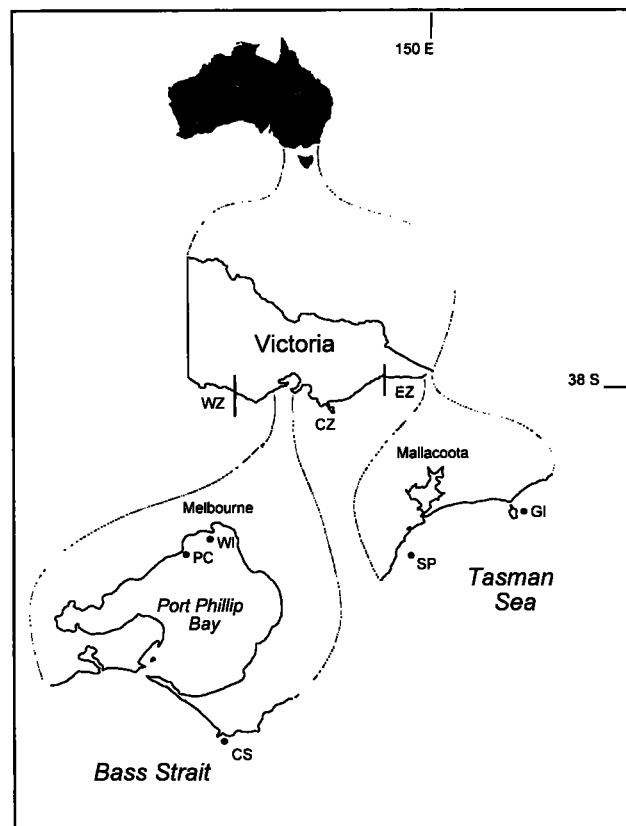 150 E
Victoria
38 S
WZ
EZ
CZ
Mallacoota
Melbourne
GI
WI
PC
SP
Port Phillip
Bay
Tasman
Sea
CS
Bass Strait